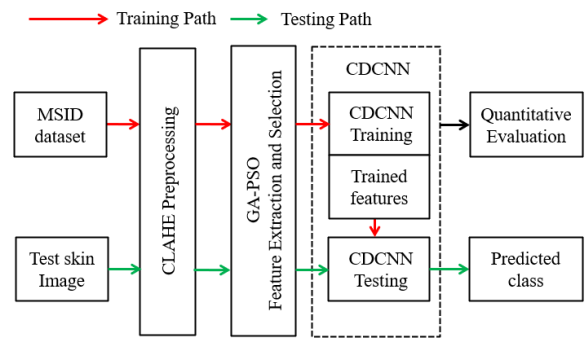 Training Path
Testing Path
MSID
dataset
Test skin
Image
CLAHE Preprocessing
GA-PSO
Feature Extraction and Selection
CDCNN
CDCNN
Training
Trained
features
CDCNN
Testing
Quantitative
Evaluation
Predicted
class